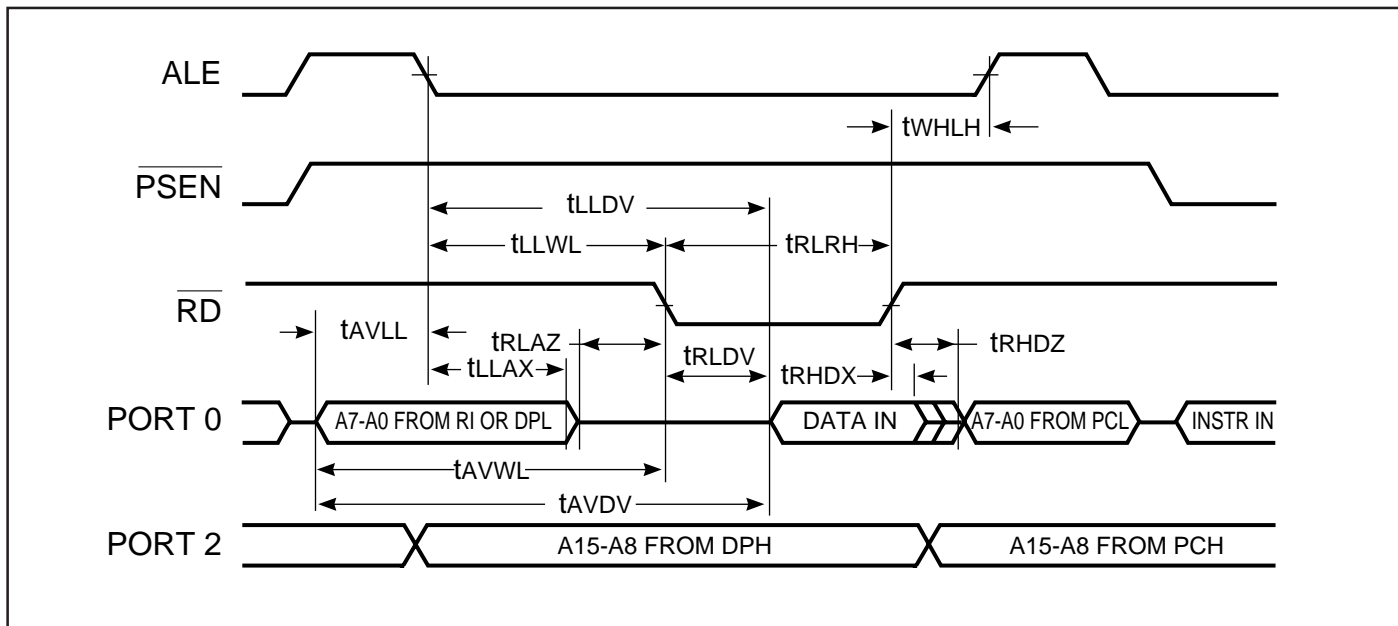 ALE
tWHLH
PSEN
tLLDV
tLLWL
tRLRH
RD
tAVLL
tRLAZ
tRLDV
tRHDZ
tLLAX
tRHDX
PORT 0
A7-A0 FROM RI OR DPL
DATA IN
A7-A0 FROM PCL
INSTR IN
tAVWL
tAVDV
PORT 2
A15-A8 FROM DPH
A15-A8 FROM PCH